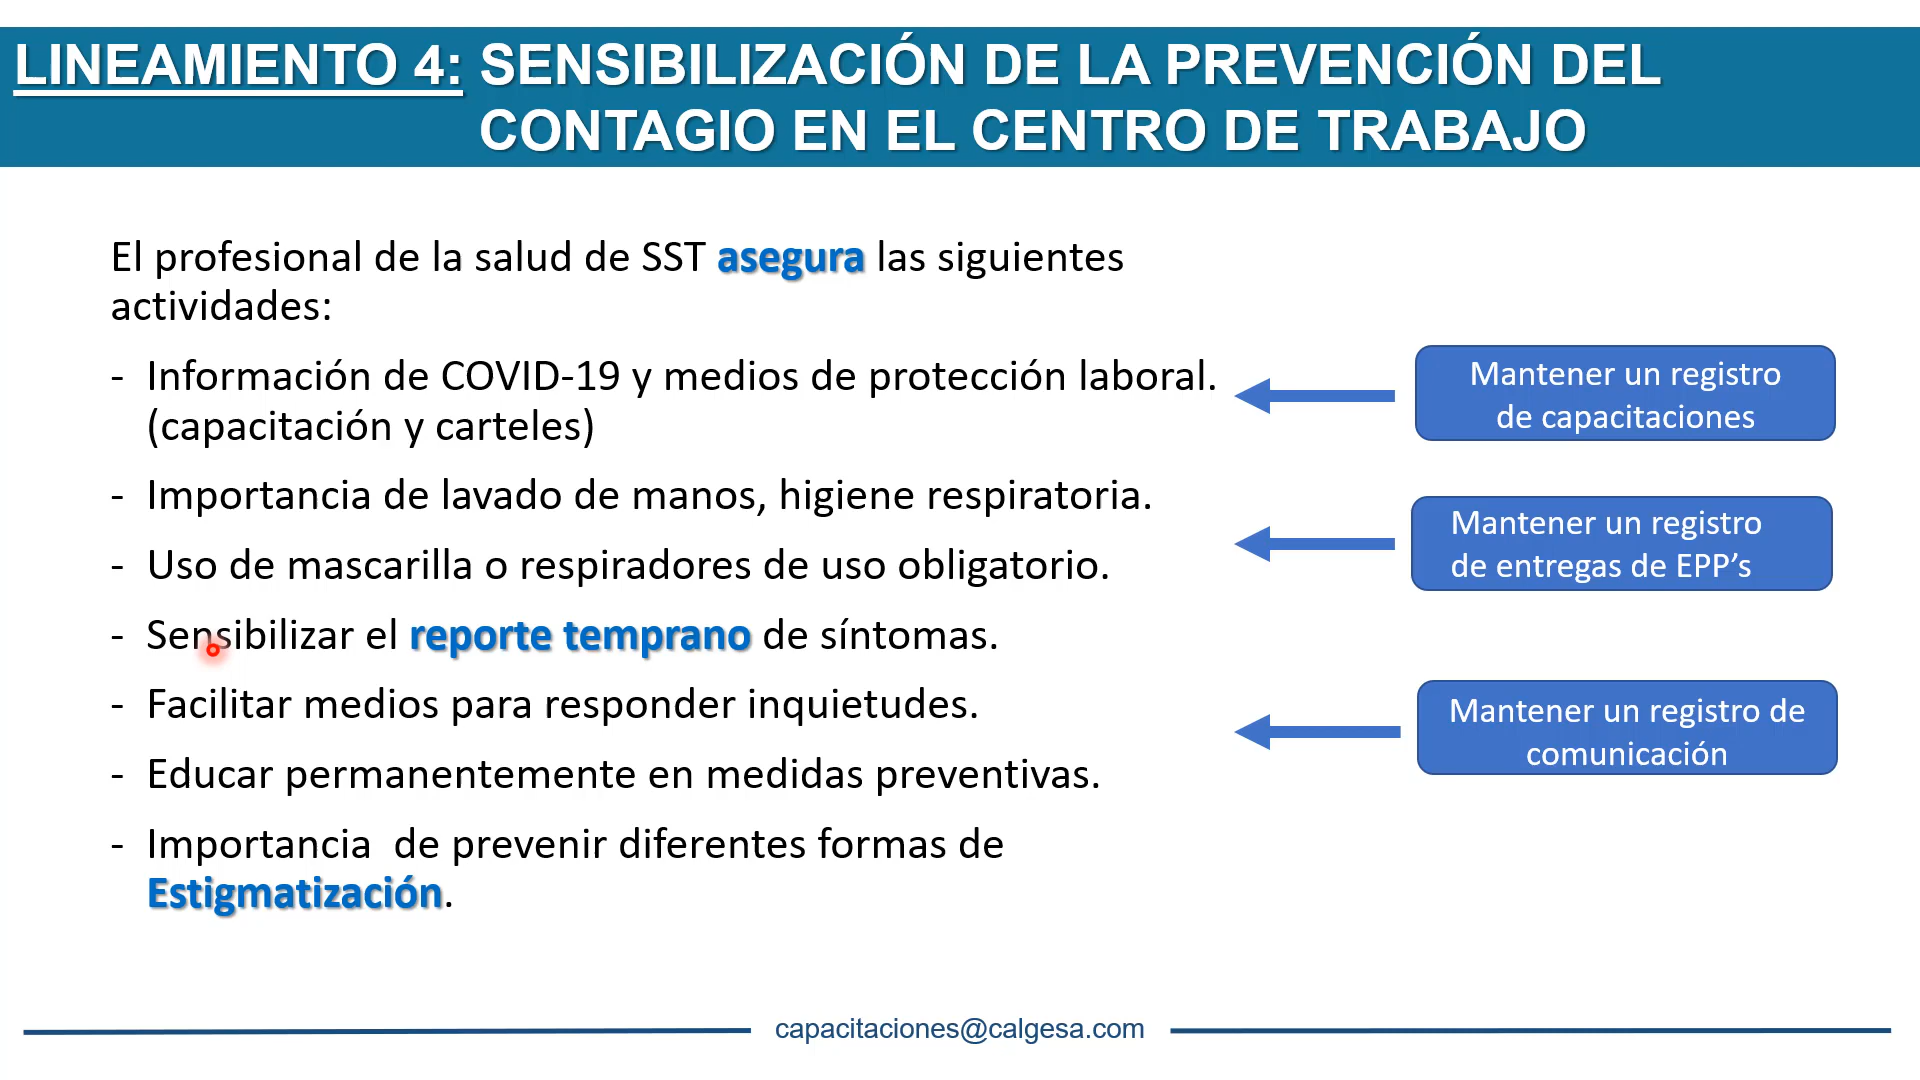 LINEAMIENTO 4: SENSIBILIZACIÓN DE LA PREVENCIÓN DEL
CONTAGIO EN EL CENTRO DE TRABAJO
El profesional de la salud de SST asegura las siguientes
actividades:
- Información de COVID-19 y medios de protección laboral.
(capacitación y carteles)
Mantener un registro
de capacitaciones
- Importancia de lavado de manos, higiene respiratoria.
- Uso de mascarilla o respiradores de uso obligatorio.
Mantener un registro
de entregas de EPP’s
- Sensibilizar el reporte temprano de síntomas.
- Facilitar medios para responder inquietudes.
- Educar permanentemente en medidas preventivas.
Mantener un registro de
comunicación
- Importancia  de prevenir diferentes formas de
Estigmatización.
capacitaciones@calgesa.com